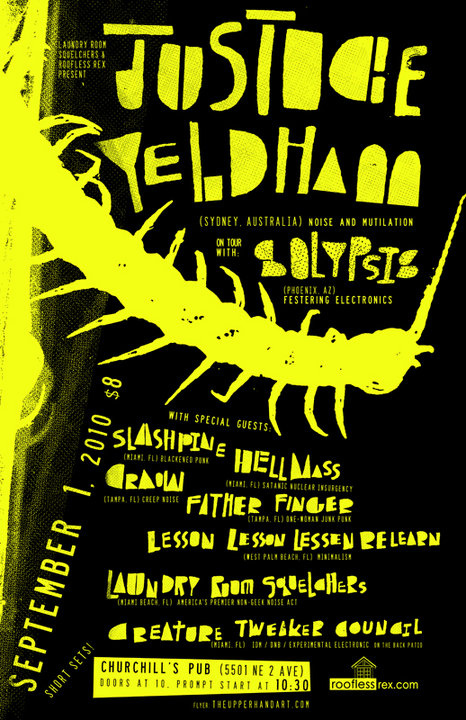 LAUNDRY ROOM
SQUELCHERS &
ROOFLESS REX
PRESENT
JUSTICE
YELDHAM
(SYDNEY, AUSTRALIA) NOISE AND MUTILATION
ON TOUR
WITH:
SOLYPSIS
(PHOENIX, AZ)
FESTERING ELECTRONICS
SEPTEMBER 1, 2010 $8
WITH SPECIAL GUESTS:
SLASHPINE
(MIAMI, FL) BLACKENED PUNK
HELLMASS
(MIAMI, FL) SATANIC NUCLEAR INSURGENCY
CRAOW
(TAMPA, FL) CREEP NOISE
FATHER FINGER
(TAMPA, FL) ONE-WOMAN JUNK FUNK
LESSON LESSON LESSEN RELEARN
(WEST PALM BEACH, FL) MINIMALISM
LAUNDRY ROOM SQUELCHERS
(MIAMI BEACH, FL) AMERICA'S PREMIER NON-GEEK NOISE ACT
CREATURE TWEAKER COUNCIL
(MIAMI, FL) IDM / DNB / EXPERIMENTAL ELECTRONIC ON THE BACK PATIO
SHORT SETS!
CHURCHILL'S PUB (5501 NE 2 AVE)
DOORS AT 10, PROMPT START AT 10:30
rooflessrex.com
FLYER: THEUPPERHANDART.COM